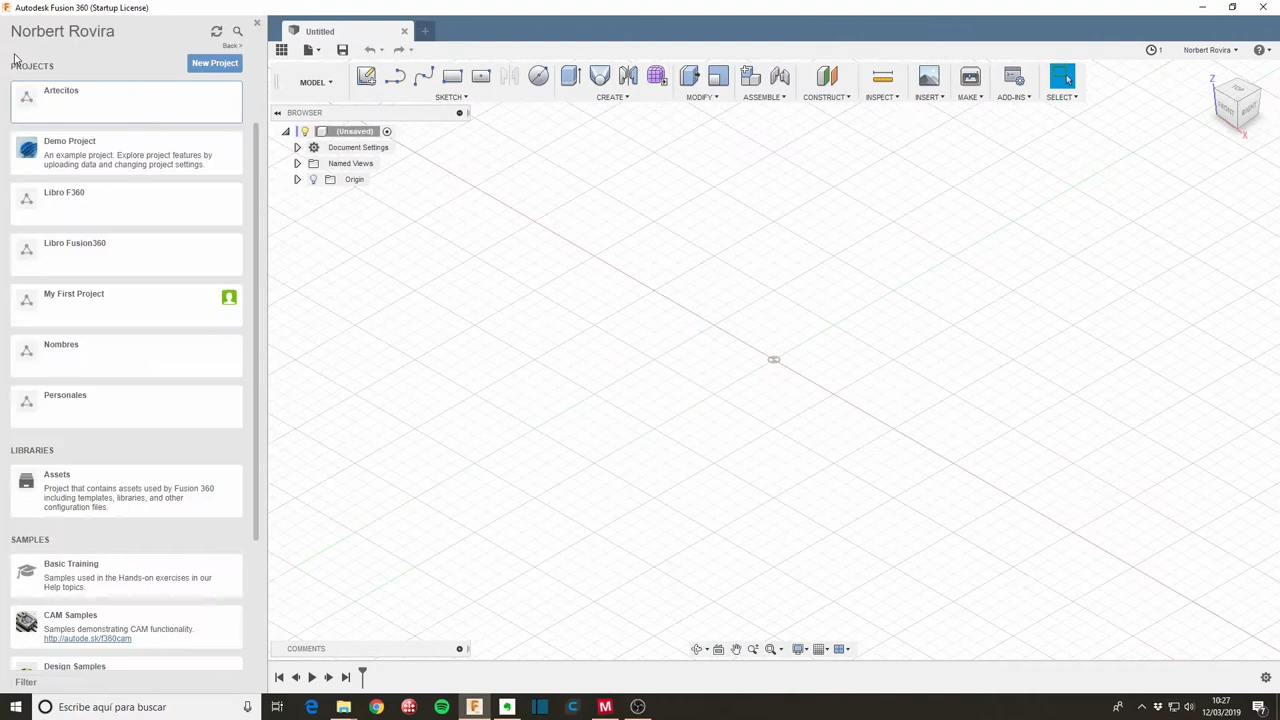 Autodesk Fusion 360 (Startup License)
Norbert Rovira
Back >
PROJECTS
New Project
Artecitos
Demo Project
An example project. Explore project features by
uploading data and changing project settings.
Libro F360
Libro Fusion360
My First Project
Nombres
Personales
LIBRARIES
Assets
Project that contains assets used by Fusion 360
including templates, libraries, and other
configuration files.
SAMPLES
Basic Training
Samples used in the Hands-on exercises in our
Help topics.
CAM Samples
Samples demonstrating CAM functionality.
http://autode.sk/f360cam
Design Samples
Filter
Untitled
1
Norbert Rovira
MODEL
SKETCH
CREATE
MODIFY
ASSEMBLE
CONSTRUCT
INSPECT
INSERT
MAKE
ADD-INS
SELECT
BROWSER
(Unsaved)
Document Settings
Named Views
Origin
Z
TOP
FRONT
RIGHT
X
COMMENTS
Escribe aquí para buscar
10:27
12/03/2019